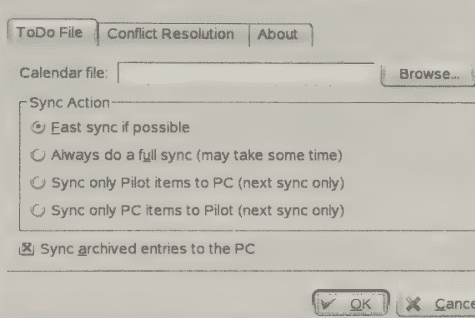 ToDo File Conflict Resolution About
Calendar file: Browse...
Sync Action
Fast sync if possible
Always do a full sync (may take some time)
Sync only Pilot items to PC (next sync only)
Sync only PC items to Pilot (next sync only)
Sync archived entries to the PC
OK Cance